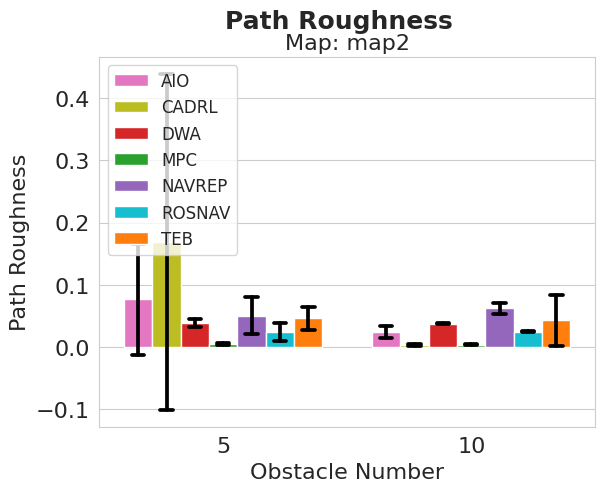 Path Roughness
Map: map2
AIO
CADRL
DWA
MPC
NAVREP
ROSNAV
TEB
Path Roughness
0.4
0.3
0.2
0.1
0.0
−0.1
5 10
Obstacle Number